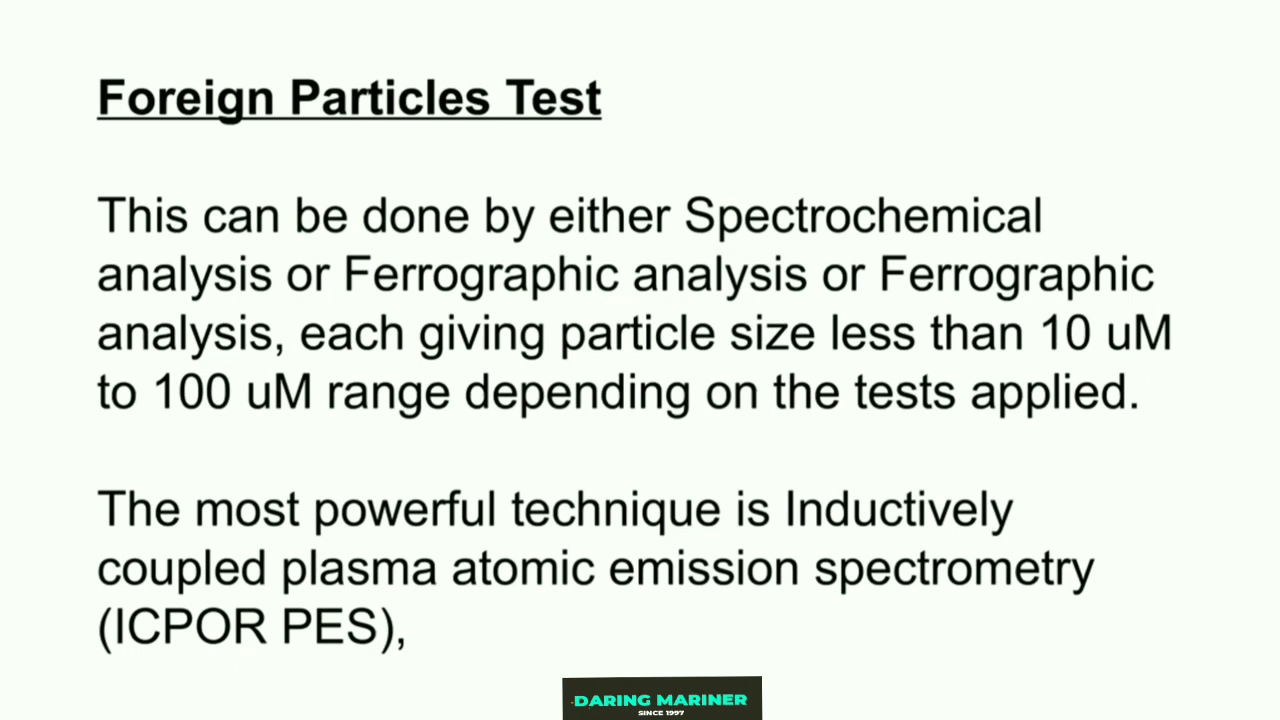 Foreign Particles Test
This can be done by either Spectrochemical
analysis or Ferrographic analysis or Ferrographic
analysis, each giving particle size less than 10 uM
to 100 uM range depending on the tests applied.
The most powerful technique is Inductively
coupled plasma atomic emission spectrometry
(ICPOR PES),
DARING MARINER
SINCE 1997